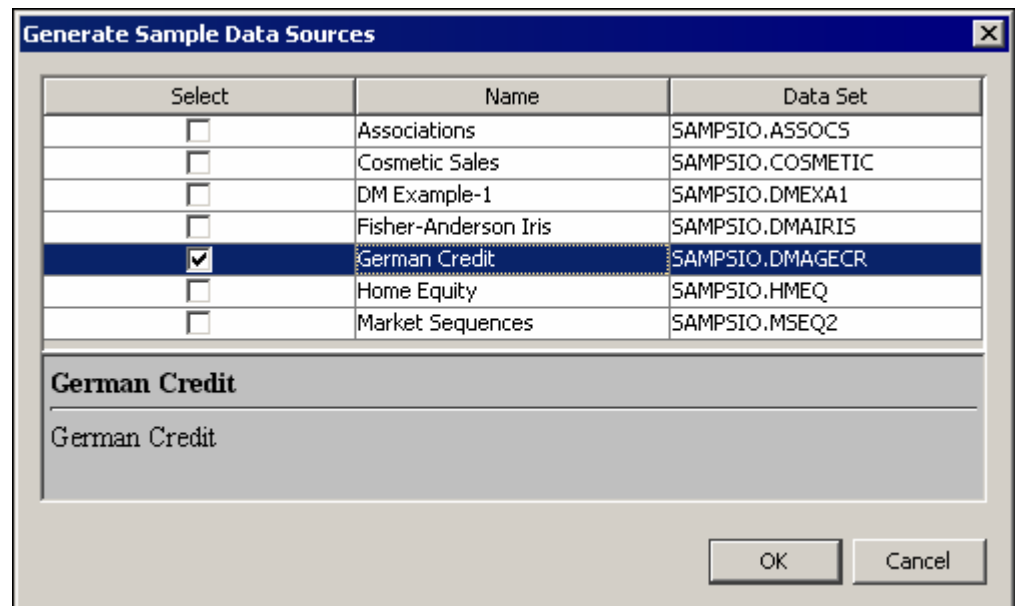 Generate Sample Data Sources
Select Name Data Set
Associations SAMPSIO.ASSOCS
Cosmetic Sales SAMPSIO.COSMETIC
DM Example-1 SAMPSIO.DMEXA1
Fisher-Anderson Iris SAMPSIO.DMAIRIS
German Credit SAMPSIO.DMAGECR
Home Equity SAMPSIO.HMEQ
Market Sequences SAMPSIO.MSEQ2
German Credit
German Credit
OK Cancel